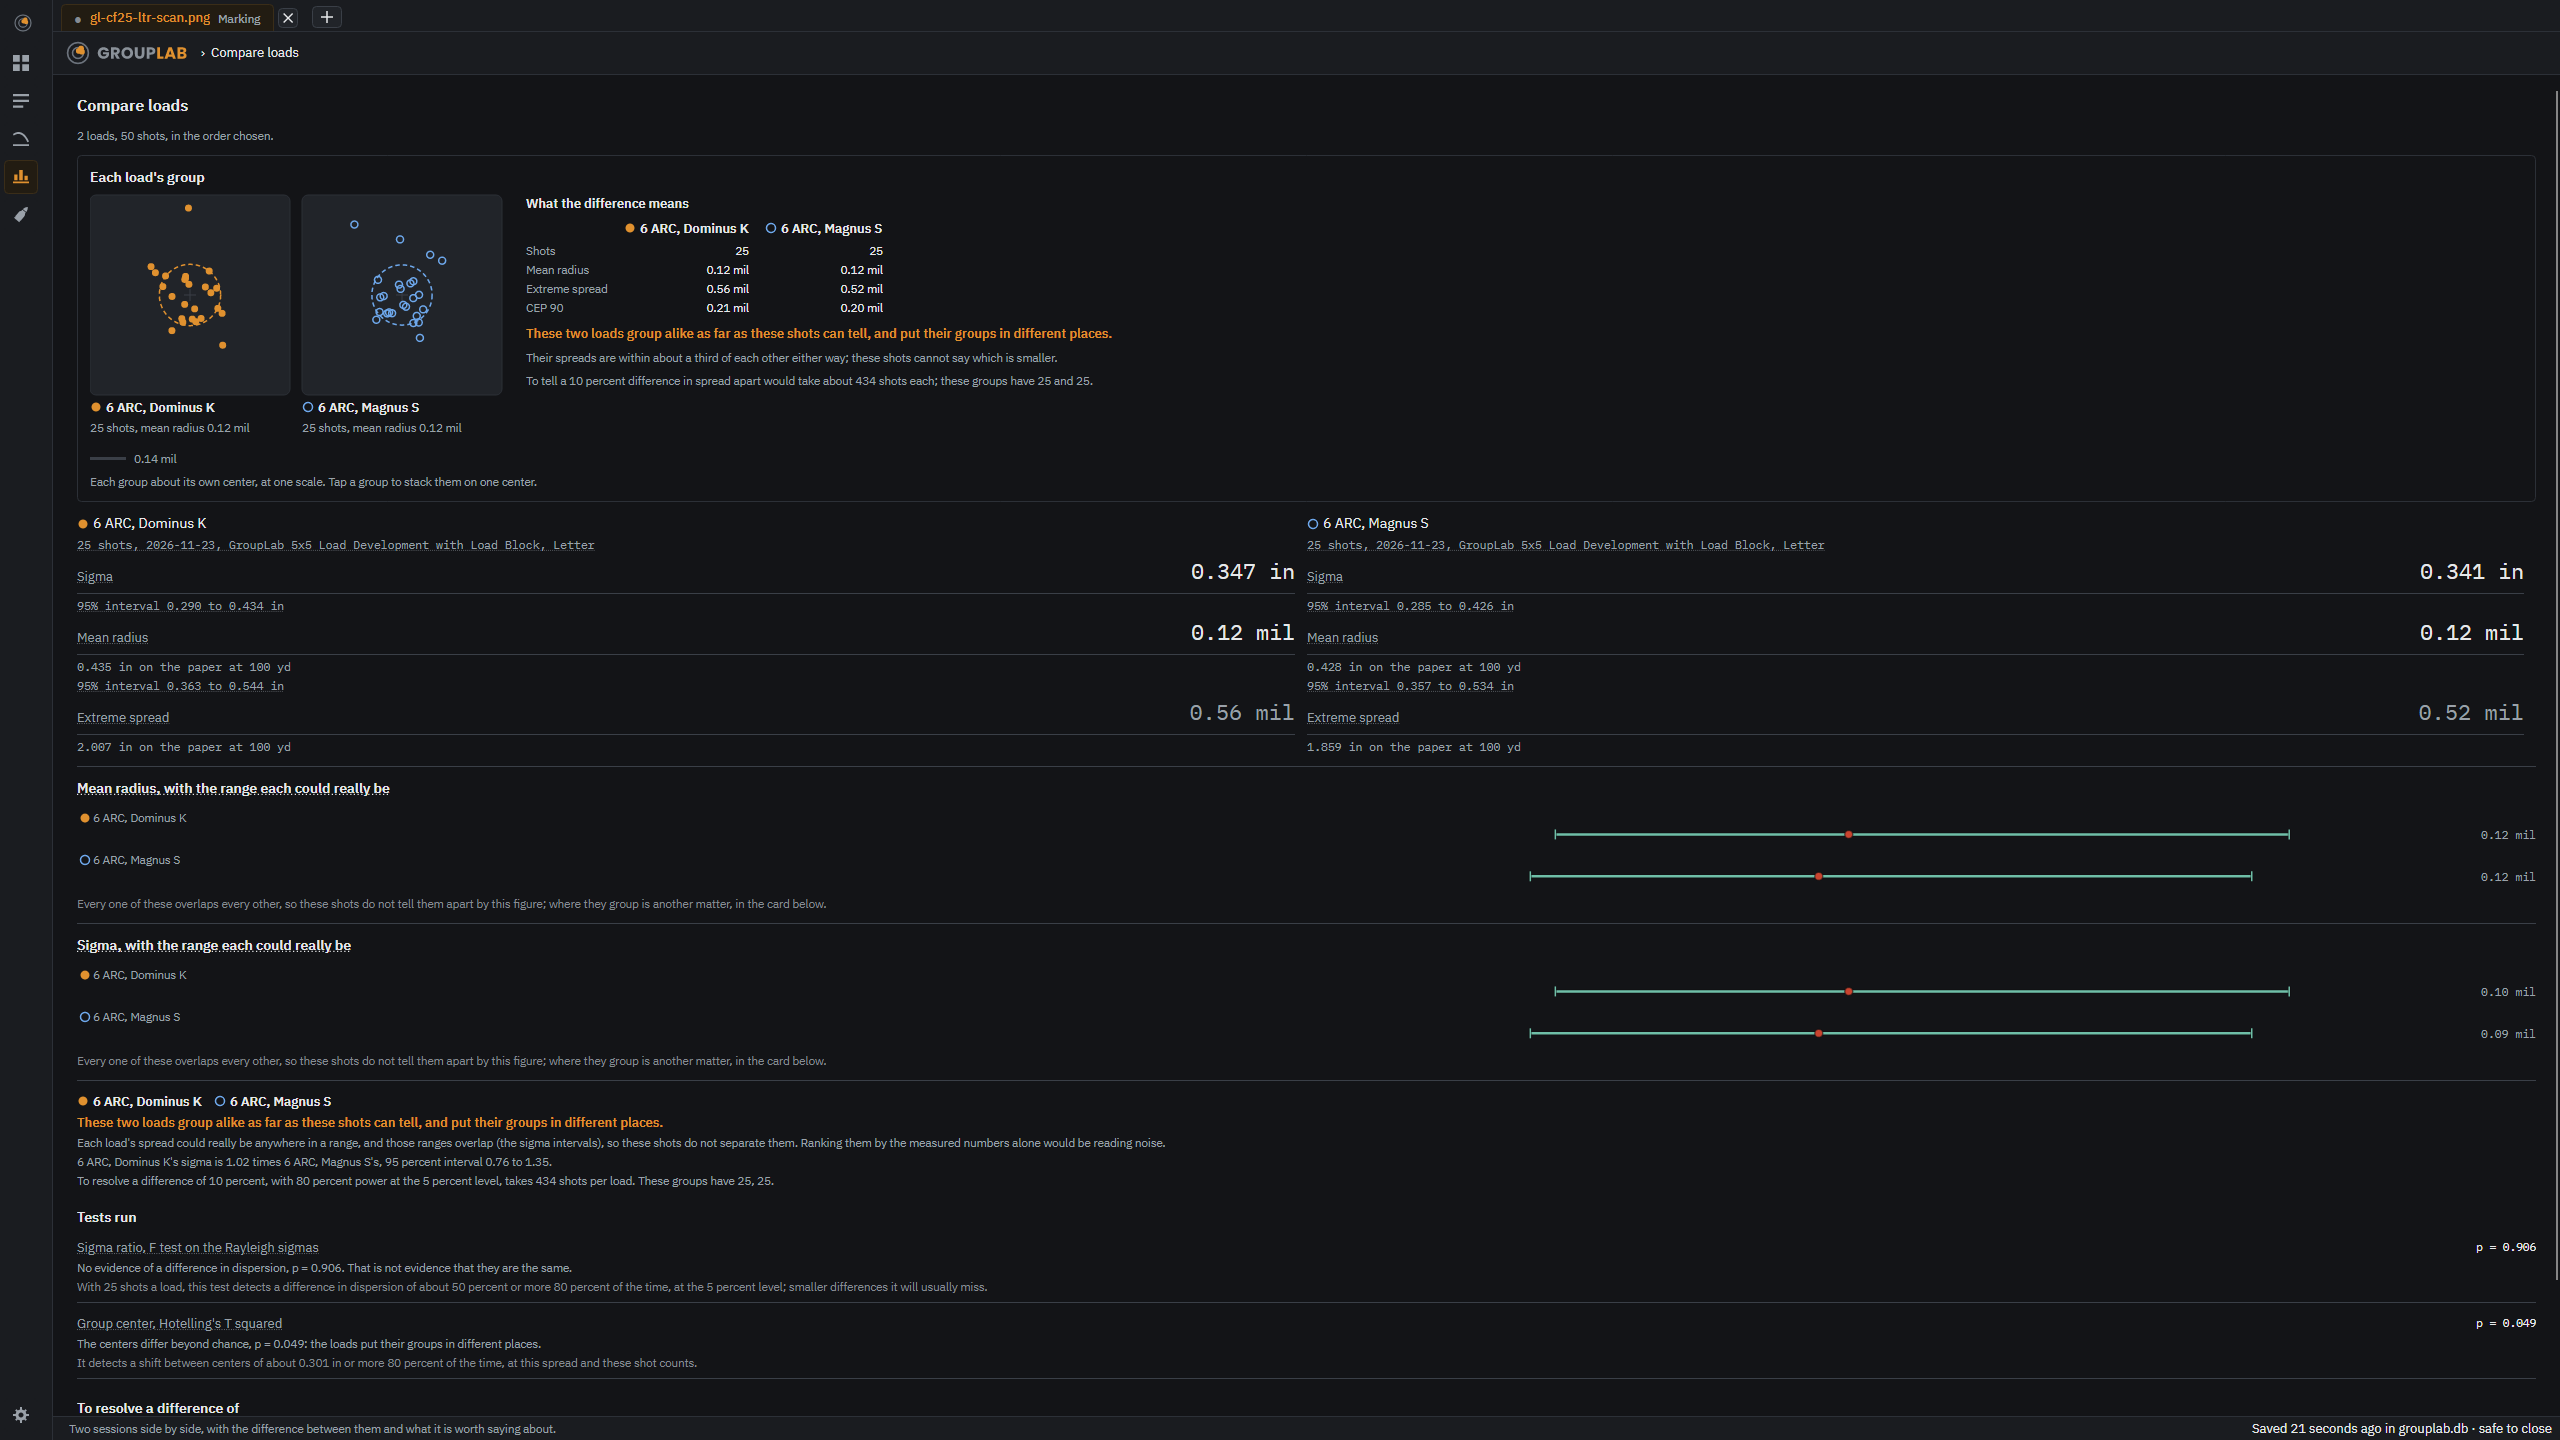 gl-cf25-ltr-scan.png Marking
GROUPLAB › Compare loads
Compare loads
2 loads, 50 shots, in the order chosen.
Each load's group
What the difference means
6 ARC, Dominus K 6 ARC, Magnus S
Shots 25 25
Mean radius 0.12 mil 0.12 mil
Extreme spread 0.56 mil 0.52 mil
CEP 90 0.21 mil 0.20 mil
These two loads group alike as far as these shots can tell, and put their groups in different places.
Their spreads are within about a third of each other either way; these shots cannot say which is smaller.
To tell a 10 percent difference in spread apart would take about 434 shots each; these groups have 25 and 25.
6 ARC, Dominus K 6 ARC, Magnus S
25 shots, mean radius 0.12 mil 25 shots, mean radius 0.12 mil
0.14 mil
Each group about its own center, at one scale. Tap a group to stack them on one center.
6 ARC, Dominus K
25 shots, 2026-11-23, GroupLab 5x5 Load Development with Load Block, Letter
Sigma 0.347 in
95% interval 0.290 to 0.434 in
Mean radius 0.12 mil
0.435 in on the paper at 100 yd
95% interval 0.363 to 0.544 in
Extreme spread 0.56 mil
2.007 in on the paper at 100 yd
6 ARC, Magnus S
25 shots, 2026-11-23, GroupLab 5x5 Load Development with Load Block, Letter
Sigma 0.341 in
95% interval 0.285 to 0.426 in
Mean radius 0.12 mil
0.428 in on the paper at 100 yd
95% interval 0.357 to 0.534 in
Extreme spread 0.52 mil
1.859 in on the paper at 100 yd
Mean radius, with the range each could really be
6 ARC, Dominus K
0.12 mil
6 ARC, Magnus S
0.12 mil
Every one of these overlaps every other, so these shots do not tell them apart by this figure; where they group is another matter, in the card below.
Sigma, with the range each could really be
6 ARC, Dominus K
0.10 mil
6 ARC, Magnus S
0.09 mil
Every one of these overlaps every other, so these shots do not tell them apart by this figure; where they group is another matter, in the card below.
6 ARC, Dominus K 6 ARC, Magnus S
These two loads group alike as far as these shots can tell, and put their groups in different places.
Each load's spread could really be anywhere in a range, and those ranges overlap (the sigma intervals), so these shots do not separate them. Ranking them by the measured numbers alone would be reading noise.
6 ARC, Dominus K's sigma is 1.02 times 6 ARC, Magnus S's, 95 percent interval 0.76 to 1.35.
To resolve a difference of 10 percent, with 80 percent power at the 5 percent level, takes 434 shots per load. These groups have 25, 25.
Tests run
Sigma ratio, F test on the Rayleigh sigmas p = 0.906
No evidence of a difference in dispersion, p = 0.906. That is not evidence that they are the same.
With 25 shots a load, this test detects a difference in dispersion of about 50 percent or more 80 percent of the time, at the 5 percent level; smaller differences it will usually miss.
Group center, Hotelling's T squared p = 0.049
The centers differ beyond chance, p = 0.049: the loads put their groups in different places.
It detects a shift between centers of about 0.301 in or more 80 percent of the time, at this spread and these shot counts.
To resolve a difference of
Two sessions side by side, with the difference between them and what it is worth saying about.
Saved 21 seconds ago in grouplab.db · safe to close